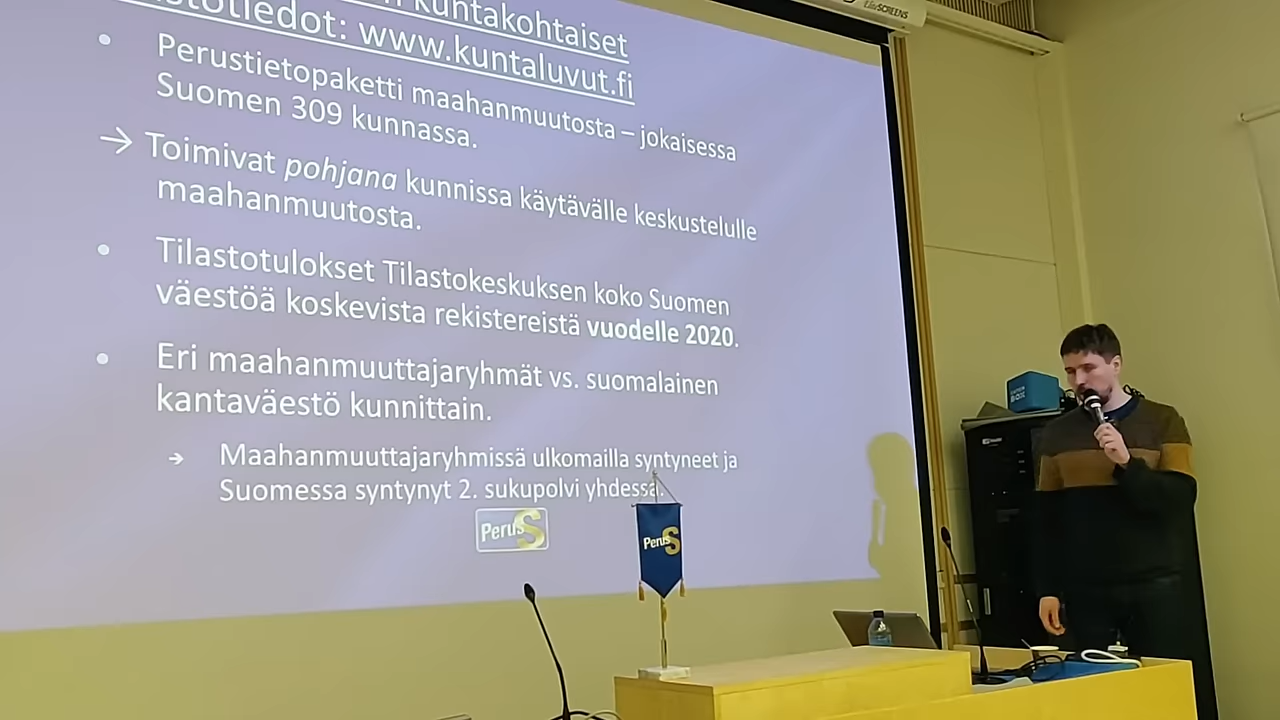 kuntakohtaiset
www.kuntaluvut.fi
• Perustietopaketti maahanmuutosta – jokaisessa
Suomen 309 kunnassa.
→ Toimivat pohjana kunnissa käytävälle keskustelulle
maahanmuutosta.
• Tilastotulokset Tilastokeskuksen koko Suomen
väestöä koskevista rekistereistä vuodelle 2020.
• Eri maahanmuuttajaryhmät vs. suomalainen
kantaväestö kunnittain.
→ Maahanmuuttajaryhmissä ulkomailla syntyneet ja
Suomessa syntynyt 2. sukupolvi yhdessä.
PerusS
PerusS
EliteSCREENS